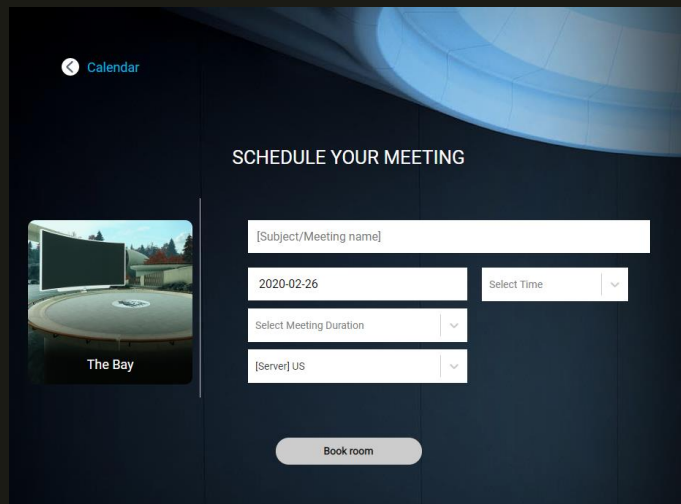 Calendar
SCHEDULE YOUR MEETING
[Subject/Meeting name]
2020-02-26
Select Time
Select Meeting Duration
The Bay
[Server] US
Book room